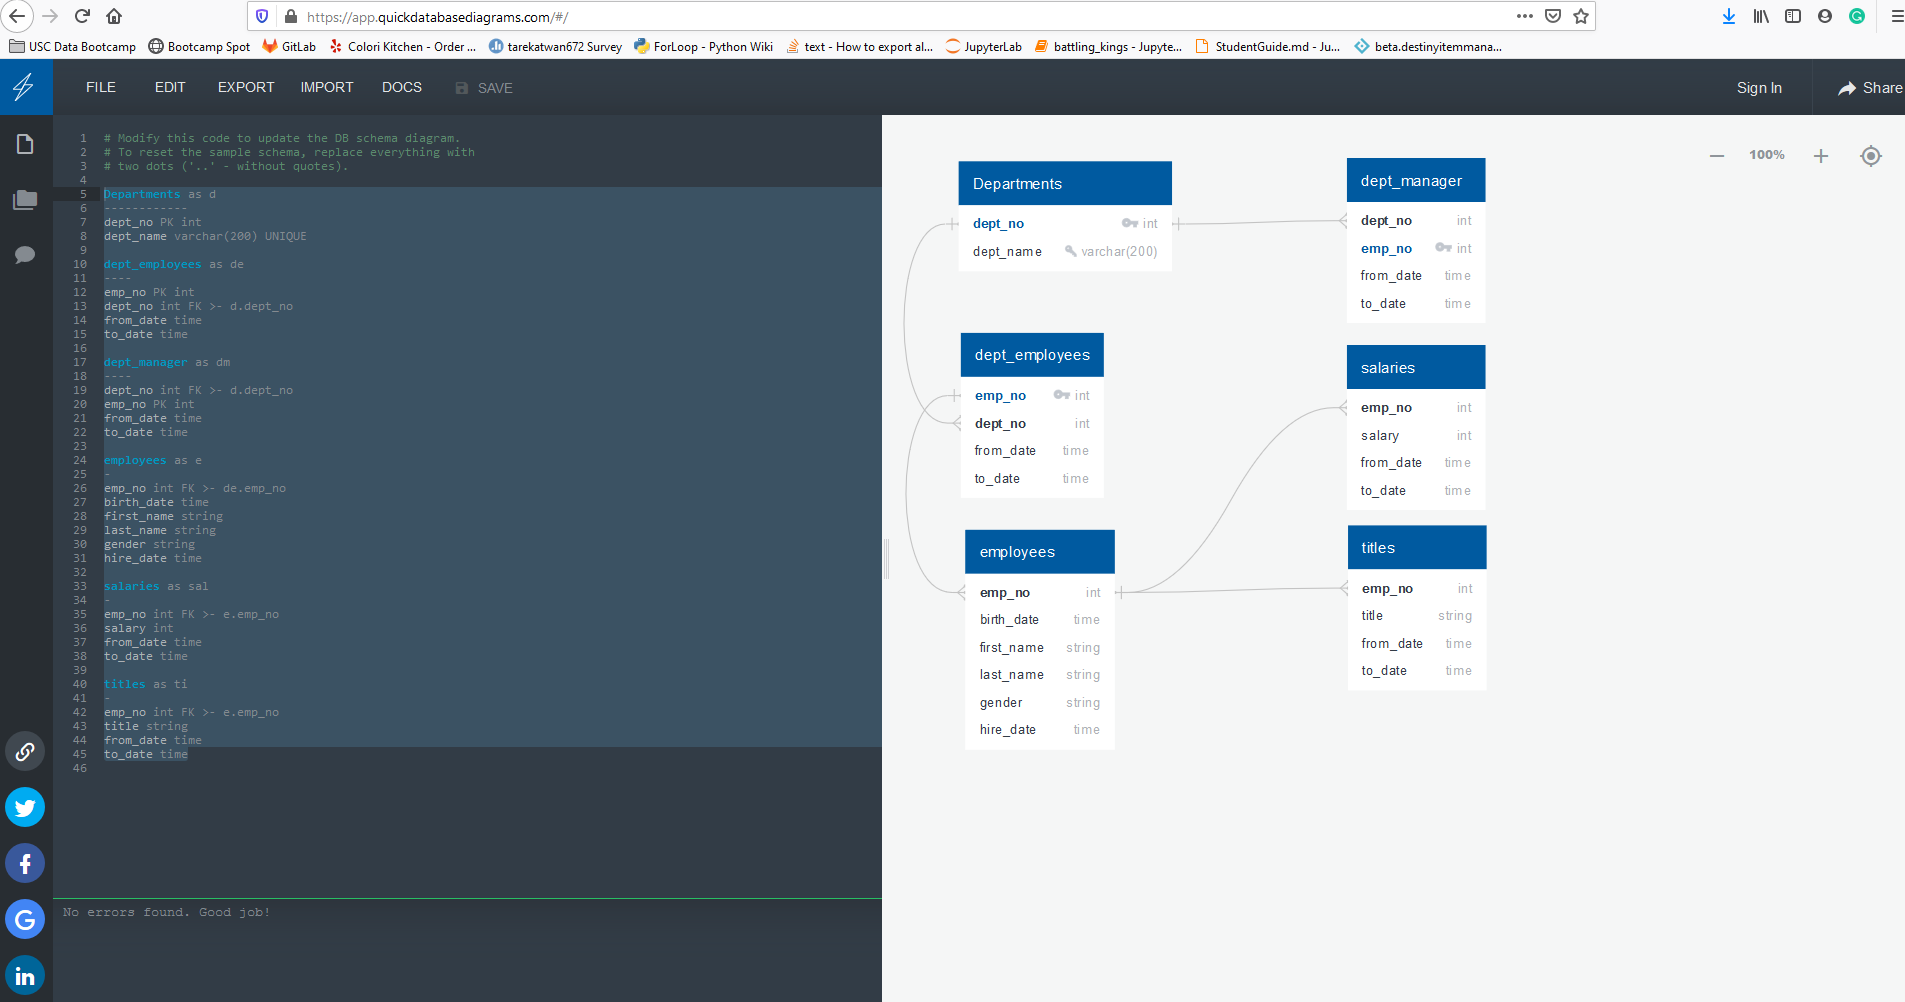 https://app.quickdatabasediagrams.com/#/
USC Data Bootcamp
Bootcamp Spot
GitLab
Colori Kitchen - Order ...
tarekatwan672 Survey
ForLoop - Python Wiki
text - How to export al...
JupyterLab
battling_kings - Jupyte...
StudentGuide.md - Ju...
beta.destinyitemmana...
FILE EDIT EXPORT IMPORT DOCS SAVE
Sign In
Share
1 # Modify this code to update the DB schema diagram.
2 # To reset the sample schema, replace everything with
3 # two dots ('..' - without quotes).
4
5 Departments as d
6 ------------
7 dept_no PK int
8 dept_name varchar(200) UNIQUE
9
10 dept_employees as de
11 ----
12 emp_no PK int
13 dept_no int FK >- d.dept_no
14 from_date time
15 to_date time
16
17 dept_manager as dm
18 ----
19 dept_no int FK >- d.dept_no
20 emp_no PK int
21 from_date time
22 to_date time
23
24 employees as e
25 -
26 emp_no int FK >- de.emp_no
27 birth_date time
28 first_name string
29 last_name string
30 gender string
31 hire_date time
32
33 salaries as sal
34 -
35 emp_no int FK >- e.emp_no
36 salary int
37 from_date time
38 to_date time
39
40 titles as ti
41 -
42 emp_no int FK >- e.emp_no
43 title string
44 from_date time
45 to_date time
46
No errors found. Good job!
100%
Departments
dept_no int
dept_name varchar(200)
dept_manager
dept_no int
emp_no int
from_date time
to_date time
dept_employees
emp_no int
dept_no int
from_date time
to_date time
salaries
emp_no int
salary int
from_date time
to_date time
employees
emp_no int
birth_date time
first_name string
last_name string
gender string
hire_date time
titles
emp_no int
title string
from_date time
to_date time